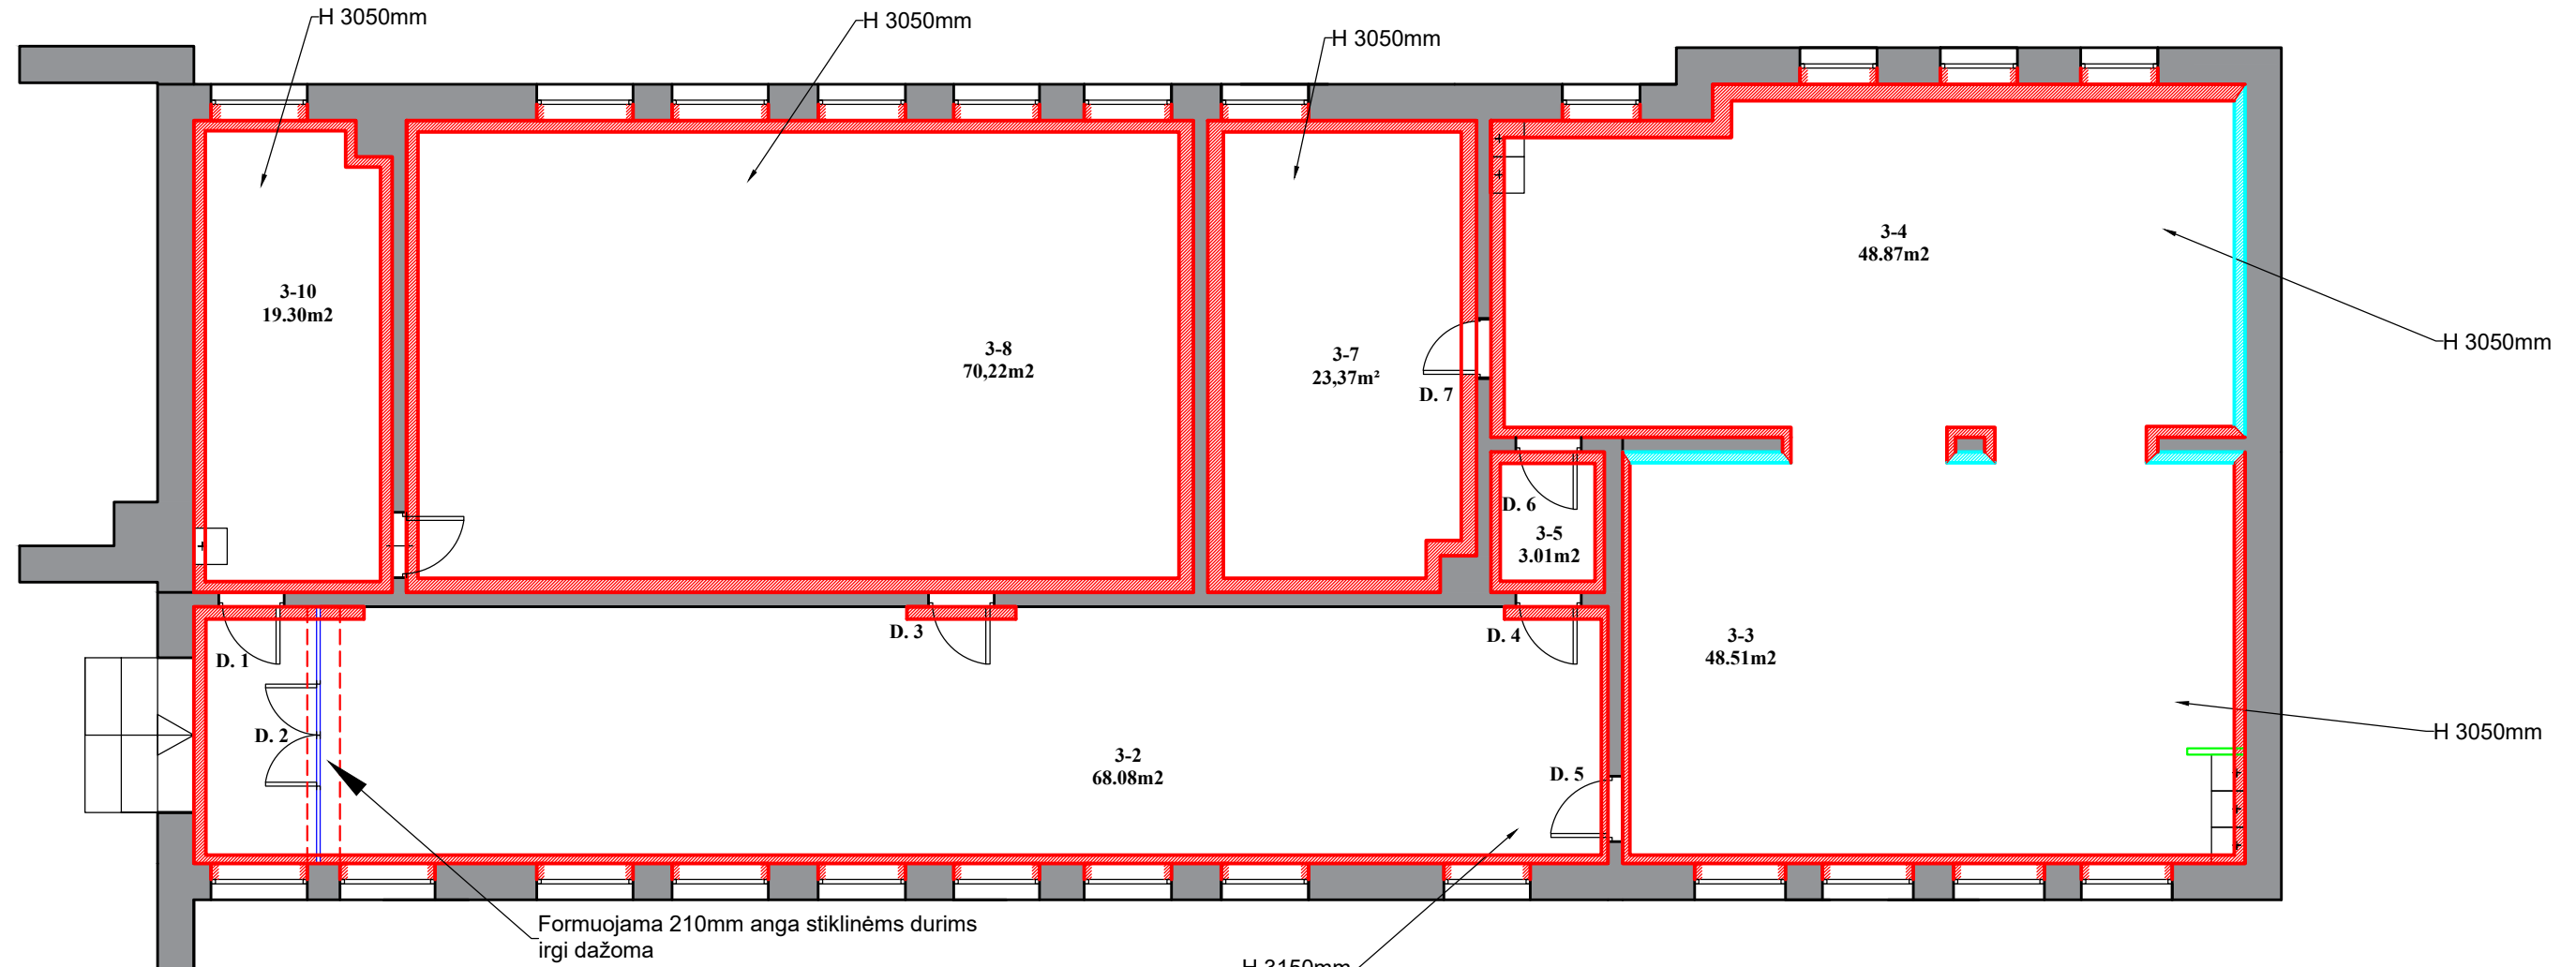 H 3050mm
H 3050mm
H 3050mm
3-4
48.87m2
3-10
19.30m2
H 3050mm
3-8
70,22m2
3-7
23,37m²
D. 7
D. 6
3-5
3.01m2
D. 1
D. 3
D. 4
3-3
48.51m2
D. 2
3-2
68.08m2
D. 5
H 3050mm
Formuojama 210mm anga stiklinėms durims
irgi dažoma
H 3150mm